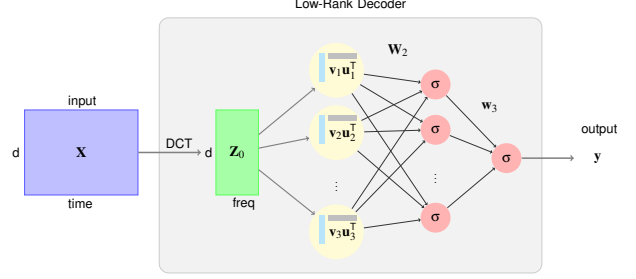 Low-Rank Decoder
input
d
X
time
DCT
d
Z₀
freq
v₁u₁ᵀ
v₂u₂ᵀ
⋮
v₃u₃ᵀ
W₂
σ
σ
⋮
σ
w₃
σ
output
y